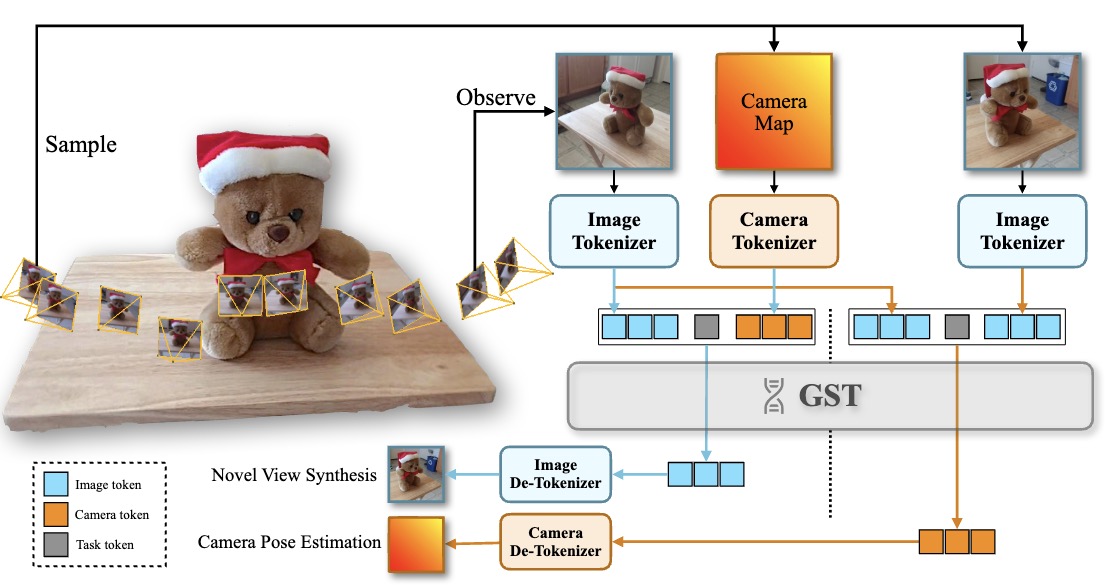 Sample
Observe
Camera
Map
Image
Tokenizer
Camera
Tokenizer
Image
Tokenizer
GST
Novel View Synthesis
Image
De-Tokenizer
Camera Pose Estimation
Camera
De-Tokenizer
Image token
Camera token
Task token